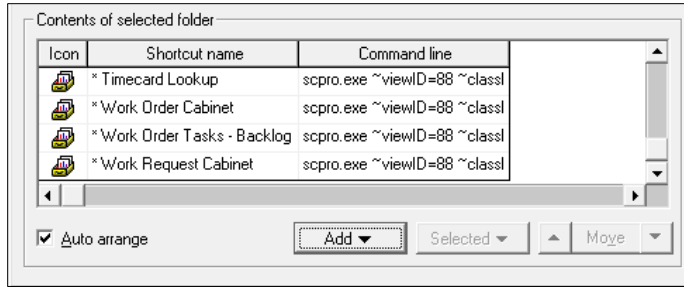 Contents of selected folder
Icon Shortcut name Command line
* Timecard Lookup scpro.exe ~viewID=88 ~classI
* Work Order Cabinet scpro.exe ~viewID=88 ~classI
* Work Order Tasks - Backlog scpro.exe ~viewID=88 ~classI
* Work Request Cabinet scpro.exe ~viewID=88 ~classI
Auto arrange Add Selected Move